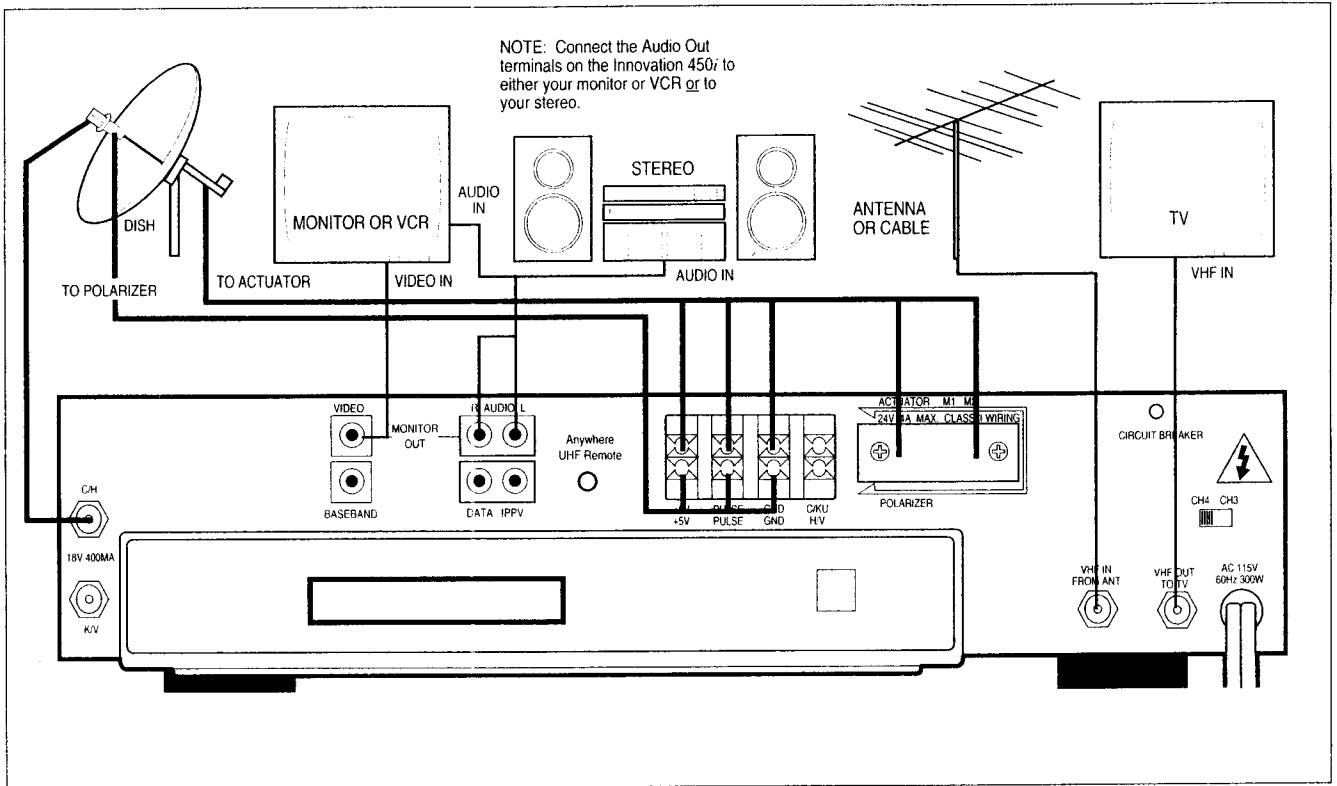 NOTE: Connect the Audio Out
terminals on the Innovation 450i to
either your monitor or VCR or to
your stereo.
DISH
MONITOR OR VCR
AUDIO
IN
STEREO
ANTENNA
OR CABLE
TV
TO POLARIZER
TO ACTUATOR
VIDEO IN
AUDIO IN
VHF IN
VIDEO
R AUDIO L
MONITOR
OUT
BASEBAND
DATA IPPV
Anywhere
UHF Remote
PULSE GND C/KU
+5V PULSE GND H/V
ACTUATOR M1 M2
24V 4A MAX. CLASS II WIRING
POLARIZER
CIRCUIT BREAKER
CH4 CH3
C/H
18V 400MA
K/V
VHF IN
FROM ANT
VHF OUT
TO TV
AC 115V
60Hz 300W